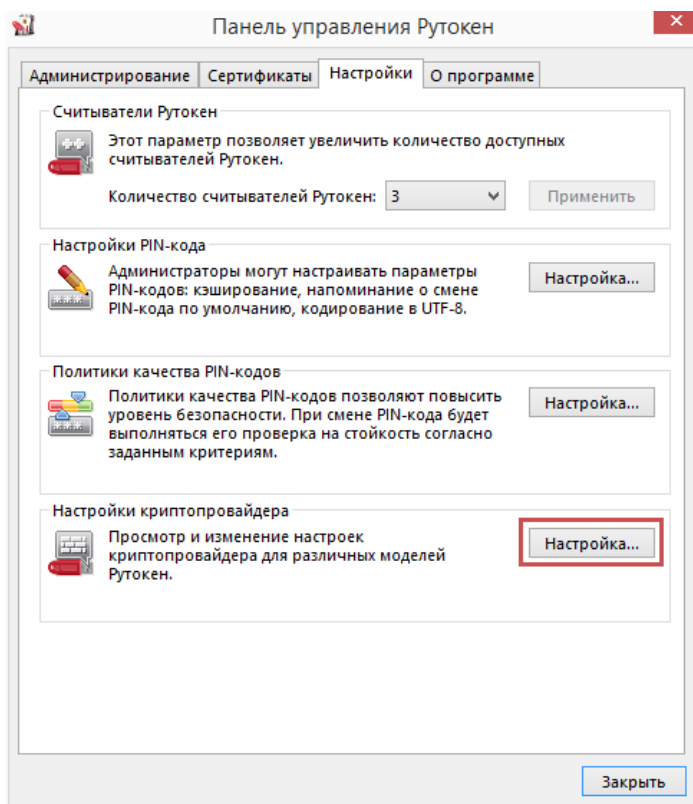 Панель управления Рутокен
Администрирование Сертификаты Настройки О программе
Считыватели Рутокен
Этот параметр позволяет увеличить количество доступных
считывателей Рутокен.
Количество считывателей Рутокен: 3 Применить
Настройки PIN-кода
Администраторы могут настраивать параметры
PIN-кодов: кэширование, напоминание о смене
PIN-кода по умолчанию, кодирование в UTF-8.
Настройка...
Политики качества PIN-кодов
Политики качества PIN-кодов позволяют повысить
уровень безопасности. При смене PIN-кода будет
выполняться его проверка на стойкость согласно
заданным критериям.
Настройка...
Настройки криптопровайдера
Просмотр и изменение настроек
криптопровайдера для различных моделей
Рутокен.
Настройка...
Закрыть